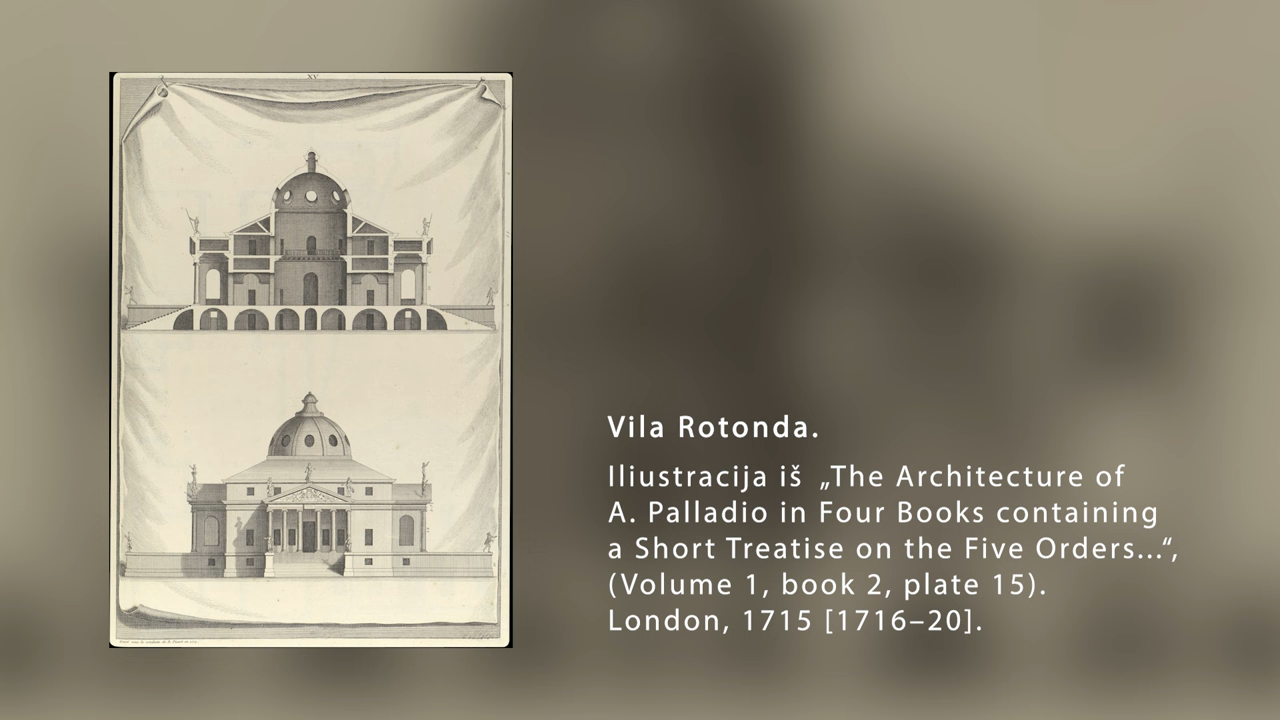 XV
Vila Rotonda.
Iliustracija iš „The Architecture of
A. Palladio in Four Books containing
a Short Treatise on the Five Orders...“,
(Volume 1, book 2, plate 15).
London, 1715 [1716–20].